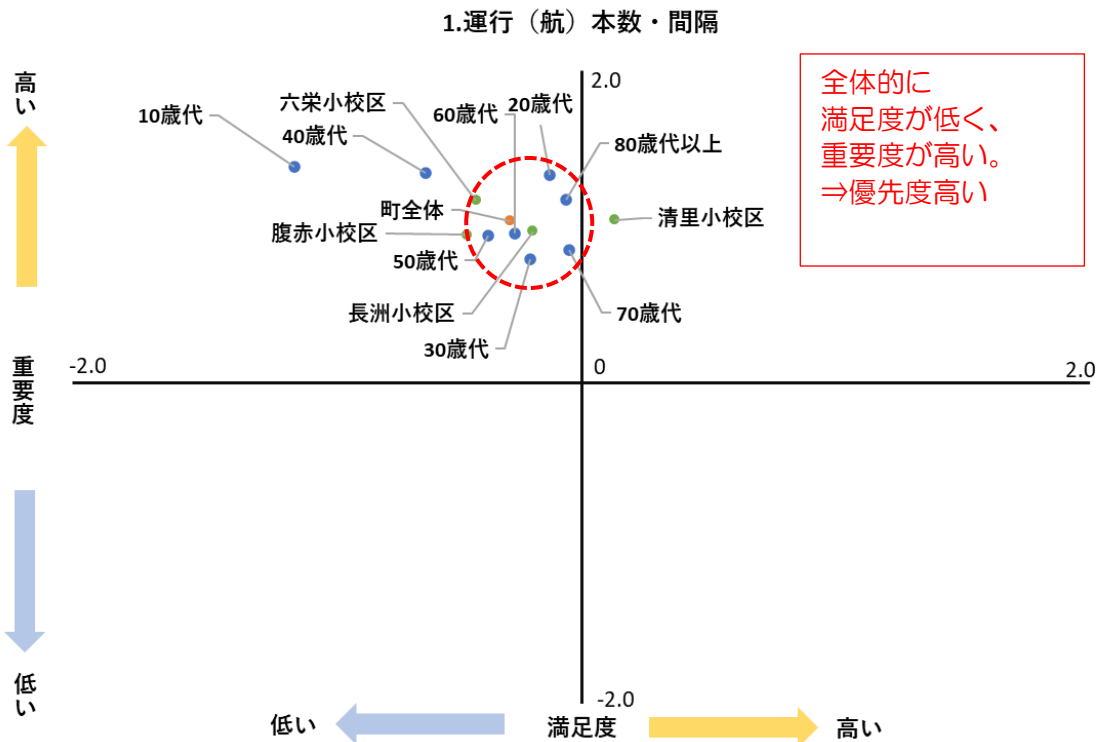 1.運行（航）本数・間隔
高い
2.0
全体的に
満足度が低く、
重要度が高い。
⇒優先度高い
10歳代
六栄小校区
40歳代
60歳代
20歳代
80歳代以上
町全体
清里小校区
腹赤小校区
50歳代
長洲小校区
70歳代
30歳代
重要度
-2.0
0
2.0
低い
-2.0
低い
満足度
高い